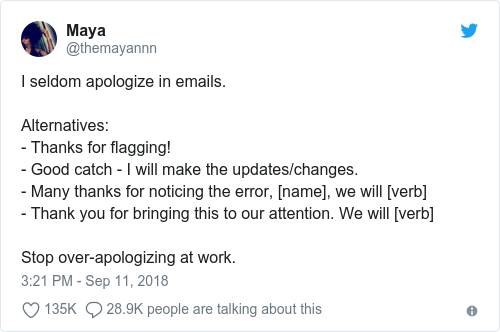 Maya
@themayannn
I seldom apologize in emails.
Alternatives:
- Thanks for flagging!
- Good catch - I will make the updates/changes.
- Many thanks for noticing the error, [name], we will [verb]
- Thank you for bringing this to our attention. We will [verb]
Stop over-apologizing at work.
3:21 PM - Sep 11, 2018
135K 28.9K people are talking about this